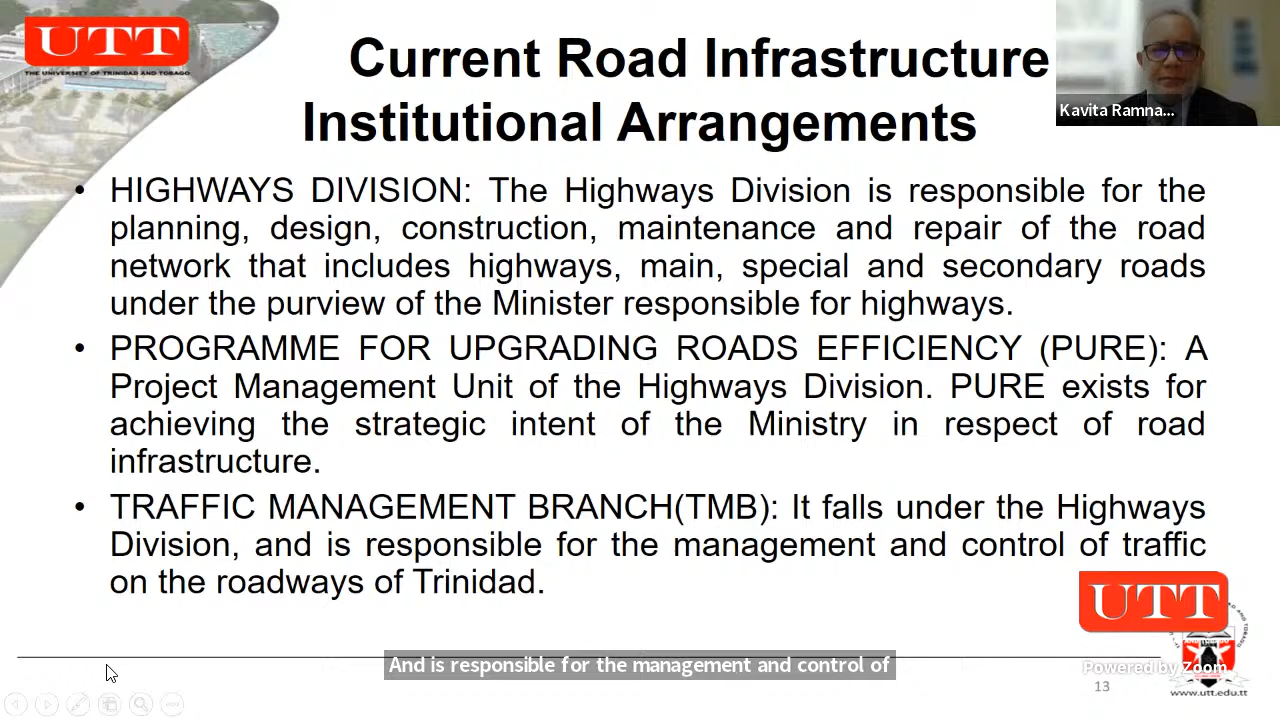 UTT
THE UNIVERSITY OF TRINIDAD AND TOBAGO
Current Road Infrastructure
Institutional Arrangements
Kavita Ramna...
• HIGHWAYS DIVISION: The Highways Division is responsible for the
planning, design, construction, maintenance and repair of the road
network that includes highways, main, special and secondary roads
under the purview of the Minister responsible for highways.
• PROGRAMME FOR UPGRADING ROADS EFFICIENCY (PURE): A
Project Management Unit of the Highways Division. PURE exists for
achieving the strategic intent of the Ministry in respect of road
infrastructure.
• TRAFFIC MANAGEMENT BRANCH(TMB): It falls under the Highways
Division, and is responsible for the management and control of traffic
on the roadways of Trinidad.
UTT
And is responsible for the management and control of
Powered by Zoom
13
www.utt.edu.tt